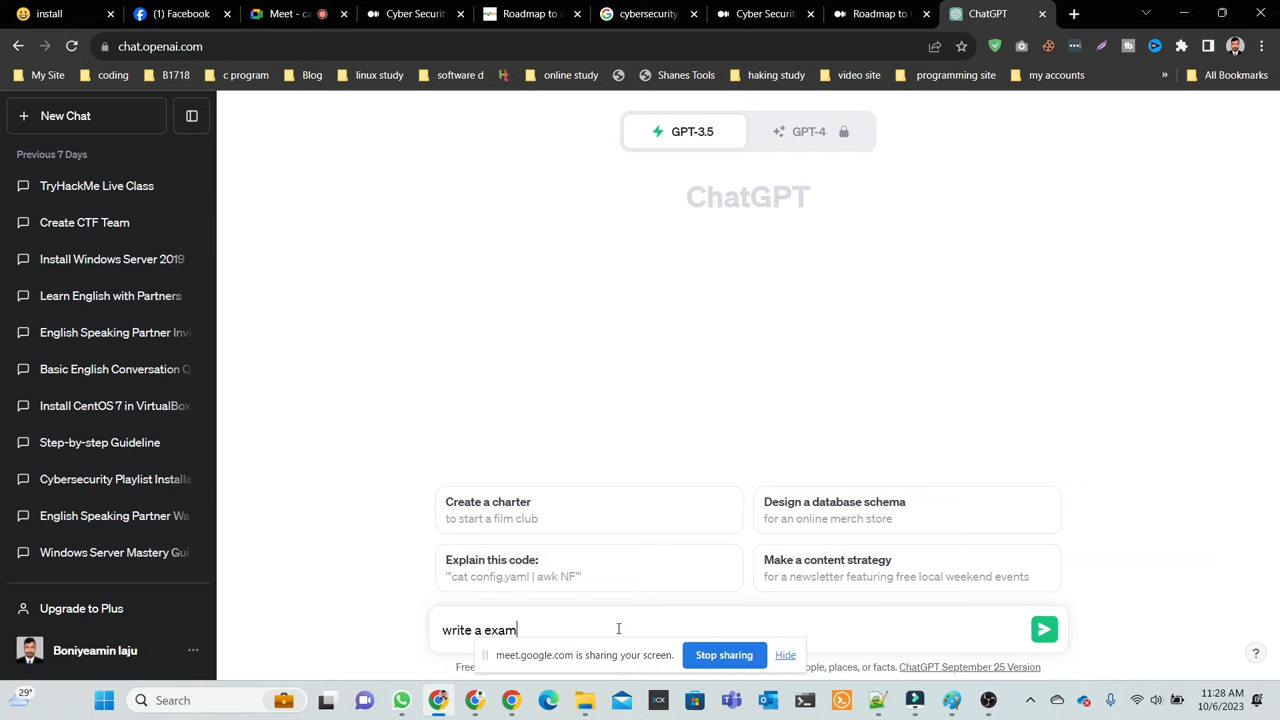 install
(1) Facebook
Meet - ca
Cyber Securit
Roadmap to a
cybersecurity
Cyber Securit
Roadmap to
ChatGPT
chat.openai.com
My Site
coding
B1718
c program
Blog
linux study
software d
online study
Shanes Tools
haking study
video site
programming site
my accounts
»
All Bookmarks
New Chat
GPT-3.5
GPT-4
Previous 7 Days
ChatGPT
TryHackMe Live Class
Create CTF Team
Install Windows Server 2019
Learn English with Partners
English Speaking Partner Invi
Basic English Conversation Q
Install CentOS 7 in VirtualBox
Step-by-step Guideline
Cybersecurity Playlist Installa
English Speaking Partner Wa
Windows Server Mastery Gui
Create a charter
to start a film club
Design a database schema
for an online merch store
Explain this code:
"'cat config.yaml | awk NF'"
Make a content strategy
for a newsletter featuring free local weekend events
Upgrade to Plus
Boniyeamin laju
...
write a exam
meet.google.com is sharing your screen.
Stop sharing
Hide
Free
ople, places, or facts. ChatGPT September 25 Version
?
29°
Search
CX
11:28 AM
10/6/2023